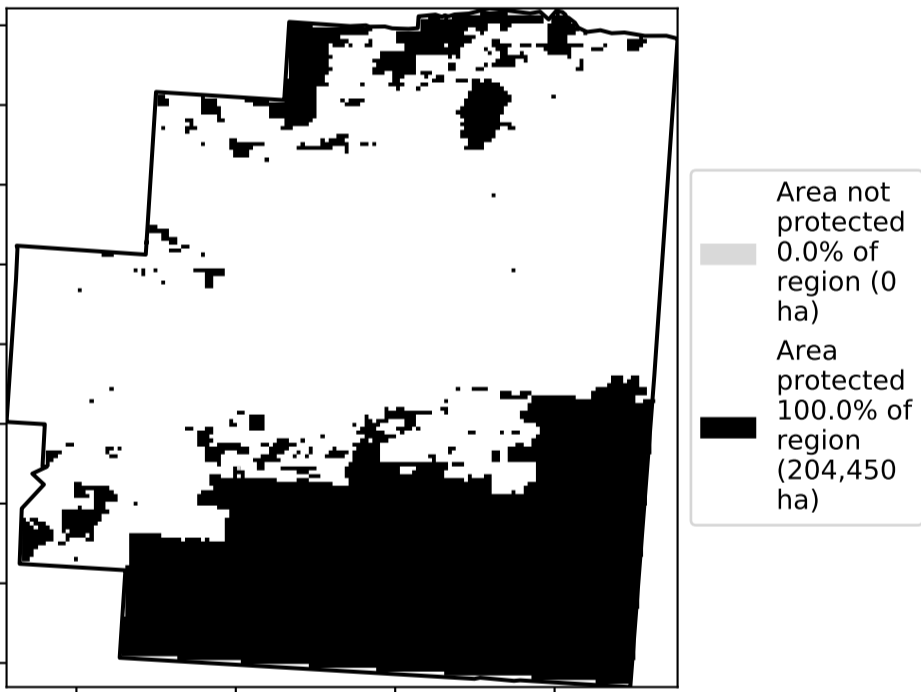 Area not
protected
0.0% of
region (0
ha)
Area
protected
100.0% of
region
(204,450
ha)